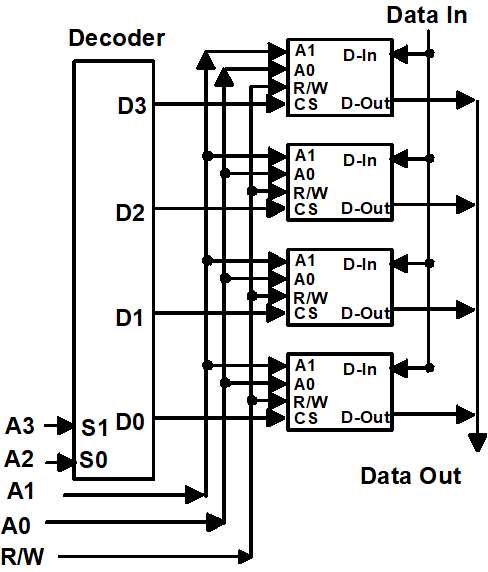 Data In
Decoder
D3
D2
D1
D0
S1
S0
A3
A2
A1
A0
R/W
A1
A0
R/W
CS
D-In
D-Out
A1
A0
R/W
CS
D-In
D-Out
A1
A0
R/W
CS
D-In
D-Out
A1
A0
R/W
CS
D-In
D-Out
Data Out